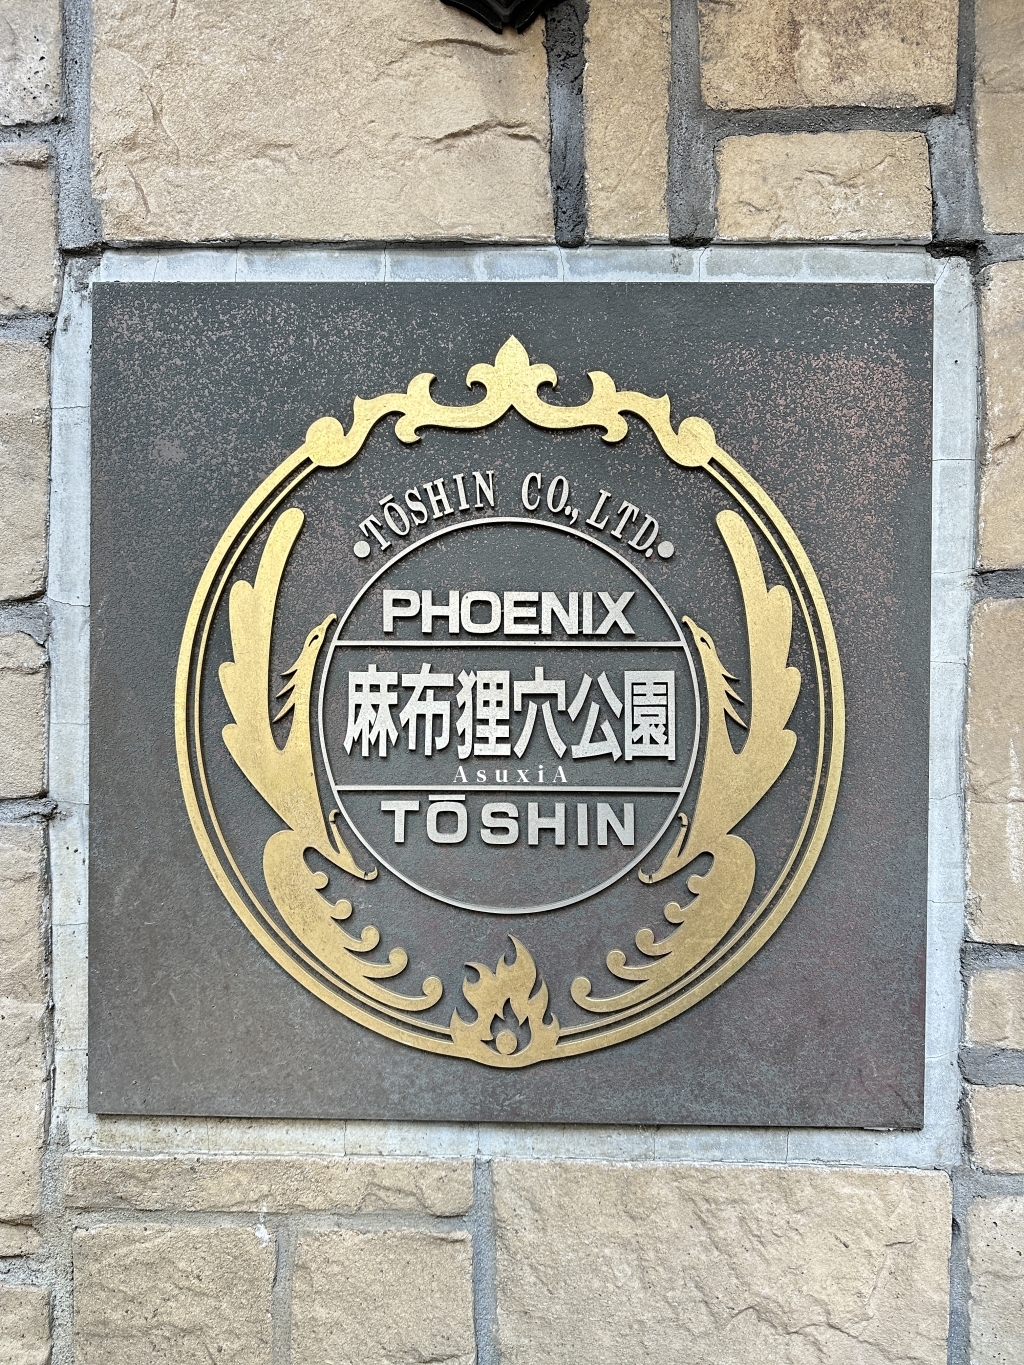 TŌSHIN CO., LTD.
PHOENIX
麻布狸穴公園
AsuxiA
TŌSHIN